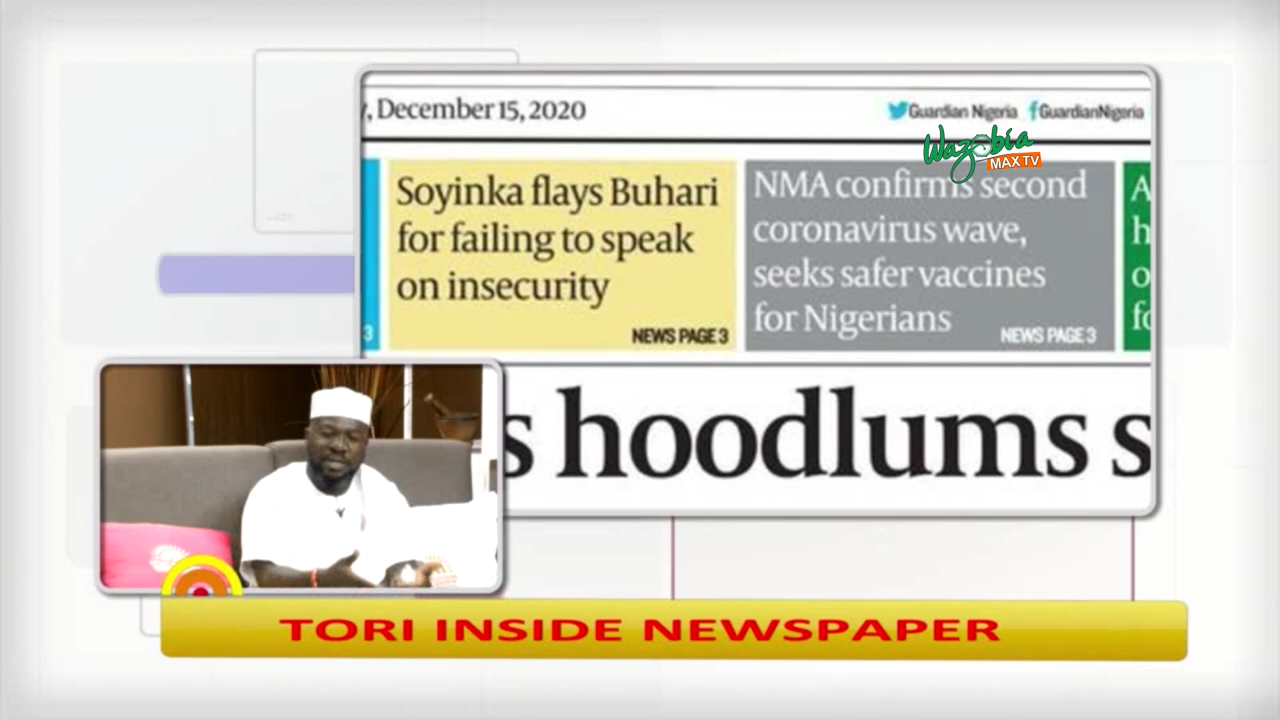 , December 15, 2020
Guardian Nigeria
GuardianNigeria
Wazobia
MAX TV
Soyinka flays Buhari
for failing to speak
on insecurity
NEWS PAGE 3
NMA confirms second
coronavirus wave,
seeks safer vaccines
for Nigerians
NEWS PAGE 3
3
A
h
o
fo
s hoodlums s
TORI INSIDE NEWSPAPER